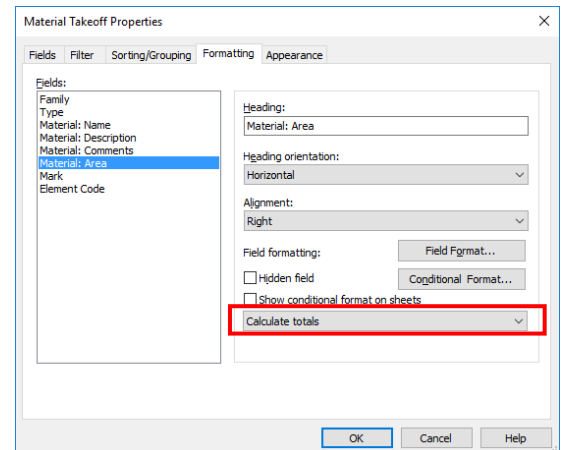 Material Takeoff Properties
Fields Filter Sorting/Grouping Formatting Appearance
Fields:
Family
Type
Material: Name
Material: Description
Material: Comments
Material: Area
Mark
Element Code
Heading:
Material: Area
Heading orientation:
Horizontal
Alignment:
Right
Field formatting: Field Format...
Hidden field Conditional Format...
Show conditional format on sheets
Calculate totals
OK Cancel Help